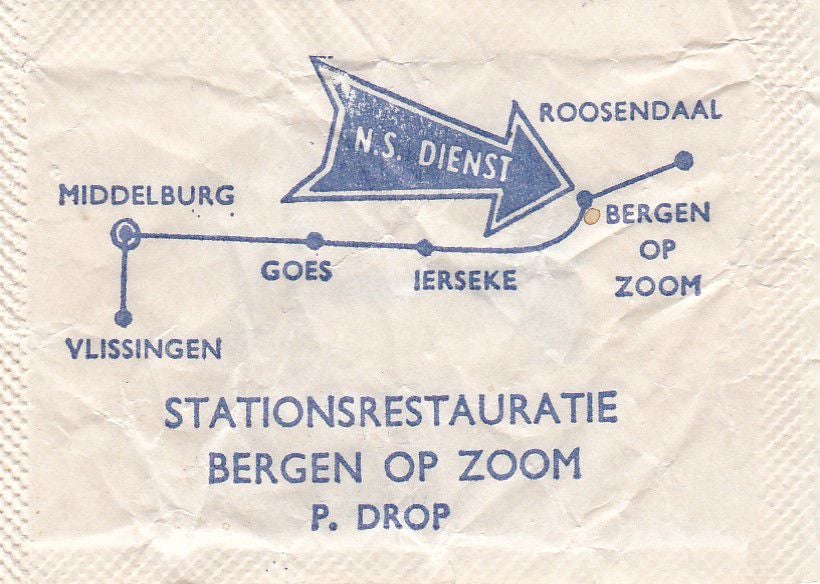 ROOSENDAAL
N.S. DIENST
MIDDELBURG
BERGEN
OP
ZOOM
GOES
IERSEKE
VLISSINGEN
STATIONSRESTAURATIE
BERGEN OP ZOOM
P. DROP